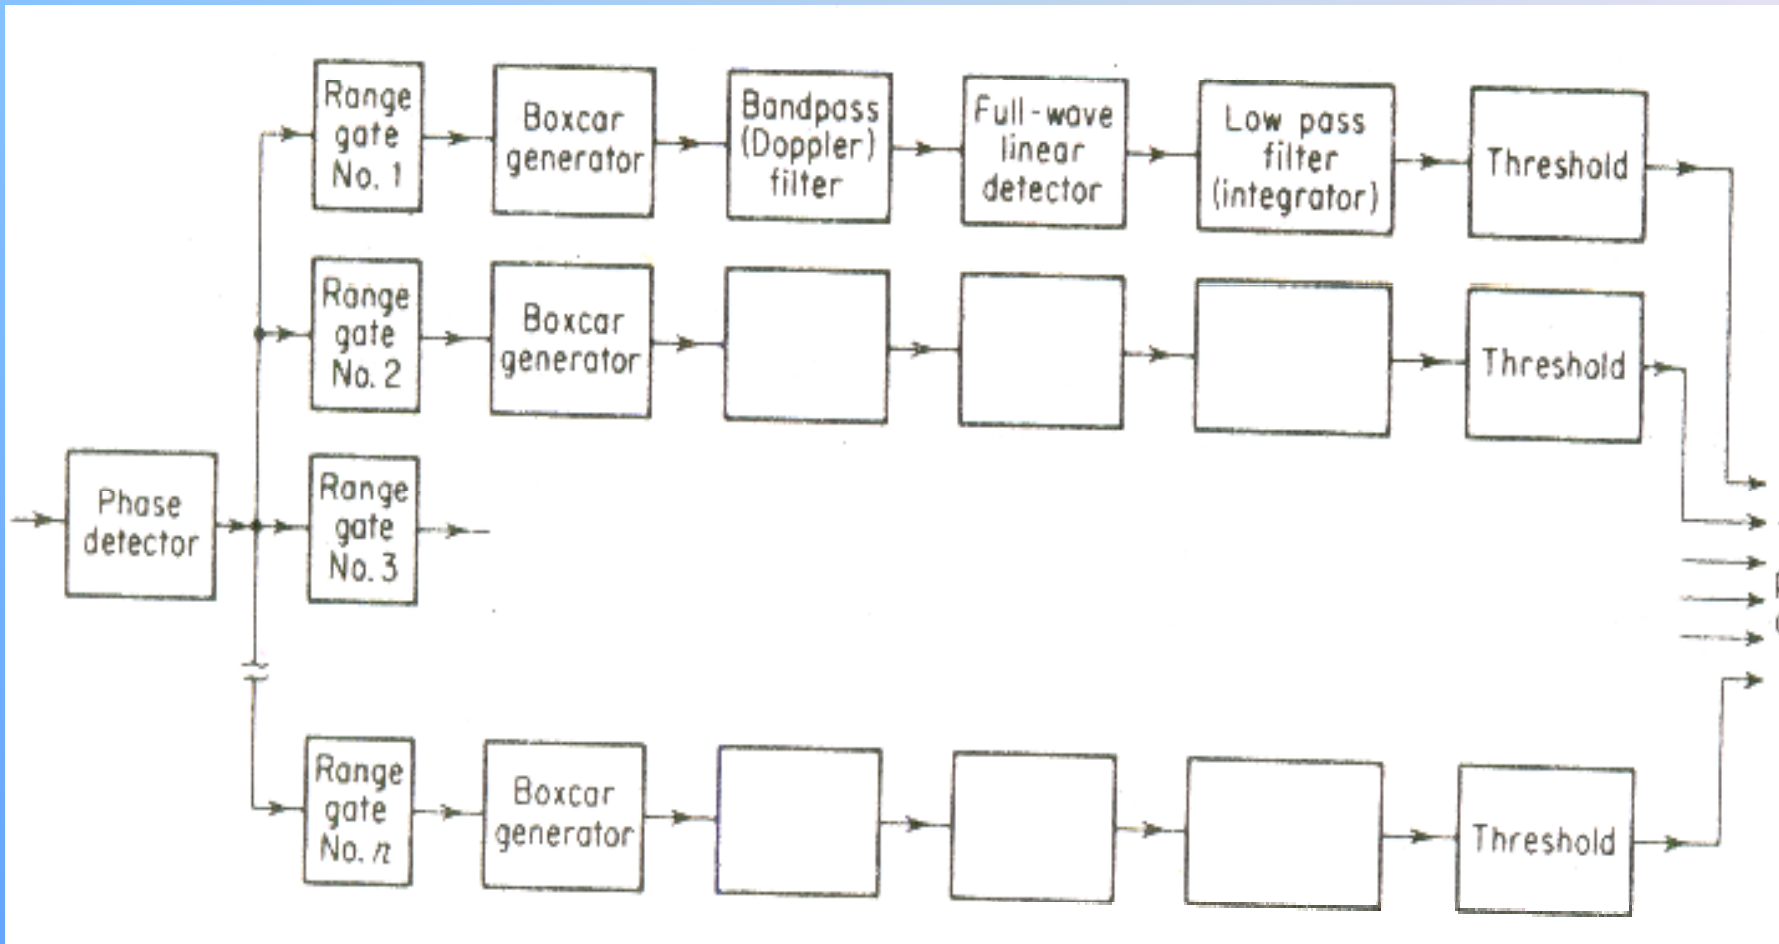 Range
gate
No. 1
Boxcar
generator
Bandpass
(Doppler)
filter
Full-wave
linear
detector
Low pass
filter
(integrator)
Threshold
Range
gate
No. 2
Boxcar
generator
Threshold
Phase
detector
Range
gate
No. 3
Range
gate
No. n
Boxcar
generator
Threshold